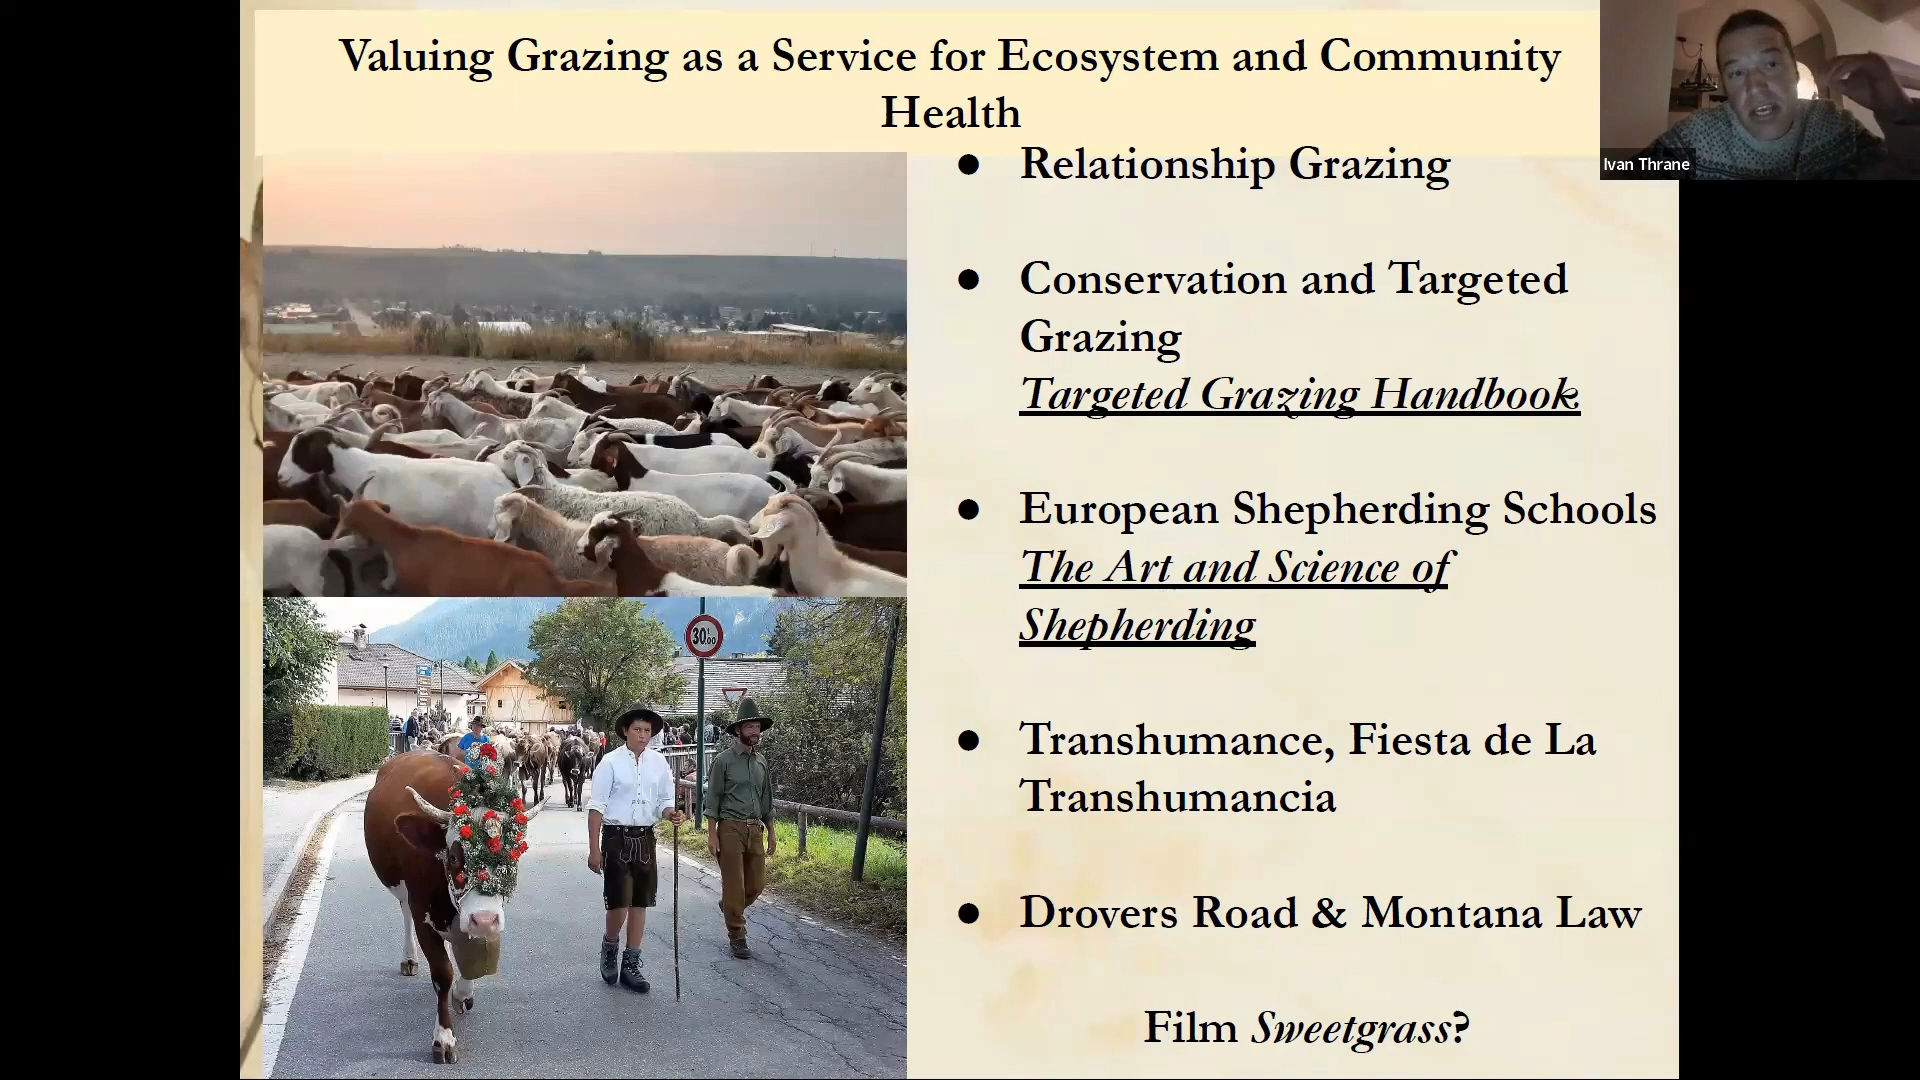 Valuing Grazing as a Service for Ecosystem and Community
Health
Ivan Thrane
● Relationship Grazing
● Conservation and Targeted
Grazing
Targeted Grazing Handbook
● European Shepherding Schools
The Art and Science of
Shepherding
● Transhumance, Fiesta de La
Transhumancia
● Drovers Road & Montana Law
Film Sweetgrass?